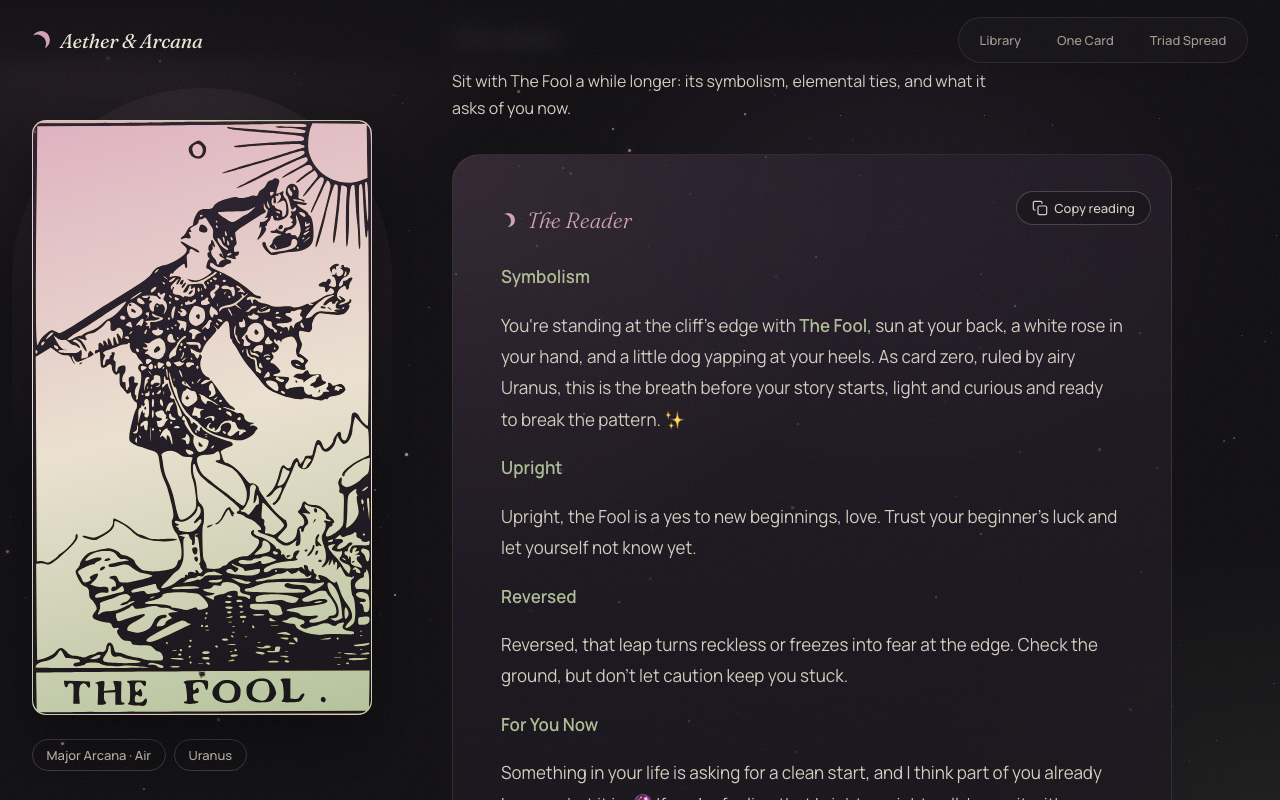 Aether & Arcana
Library
One Card
Triad Spread
Sit with The Fool a while longer: its symbolism, elemental ties, and what it
asks of you now.
THE FOOL.
Major Arcana · Air
Uranus
The Reader
Copy reading
Symbolism
You're standing at the cliff's edge with The Fool, sun at your back, a white rose in
your hand, and a little dog yapping at your heels. As card zero, ruled by airy
Uranus, this is the breath before your story starts, light and curious and ready
to break the pattern. ✨
Upright
Upright, the Fool is a yes to new beginnings, love. Trust your beginner's luck and
let yourself not know yet.
Reversed
Reversed, that leap turns reckless or freezes into fear at the edge. Check the
ground, but don't let caution keep you stuck.
For You Now
Something in your life is asking for a clean start, and I think part of you already